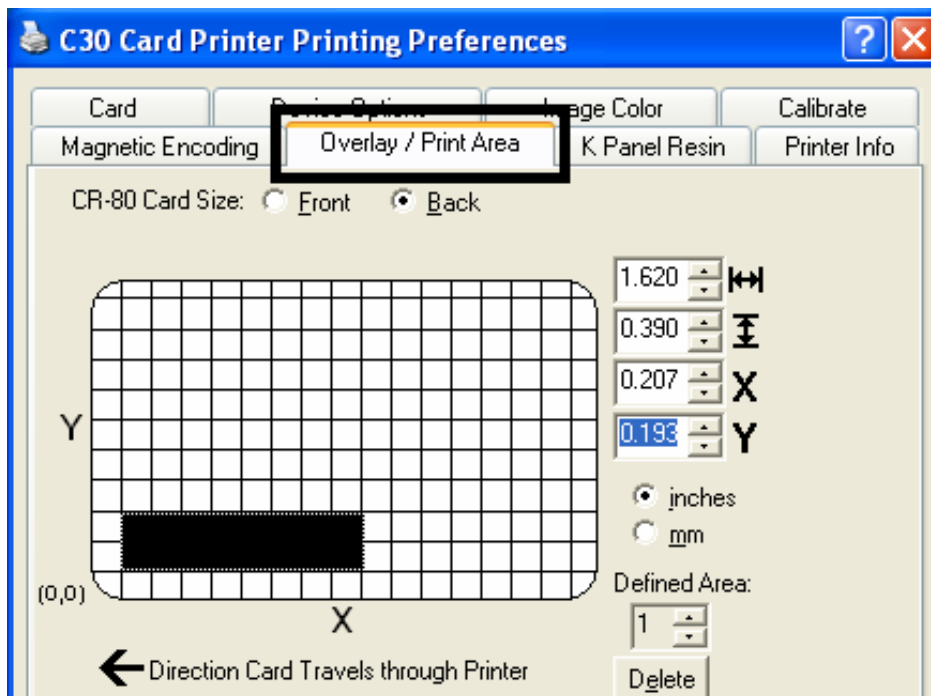 C30 Card Printer Printing Preferences
Card Device Options Image Color Calibrate
Magnetic Encoding Overlay / Print Area K Panel Resin Printer Info
CR-80 Card Size: Front Back
1.620
0.390
0.207 X
Y 0.193 Y
inches
mm
(0,0) Defined Area:
X 1
Direction Card Travels through Printer
Delete